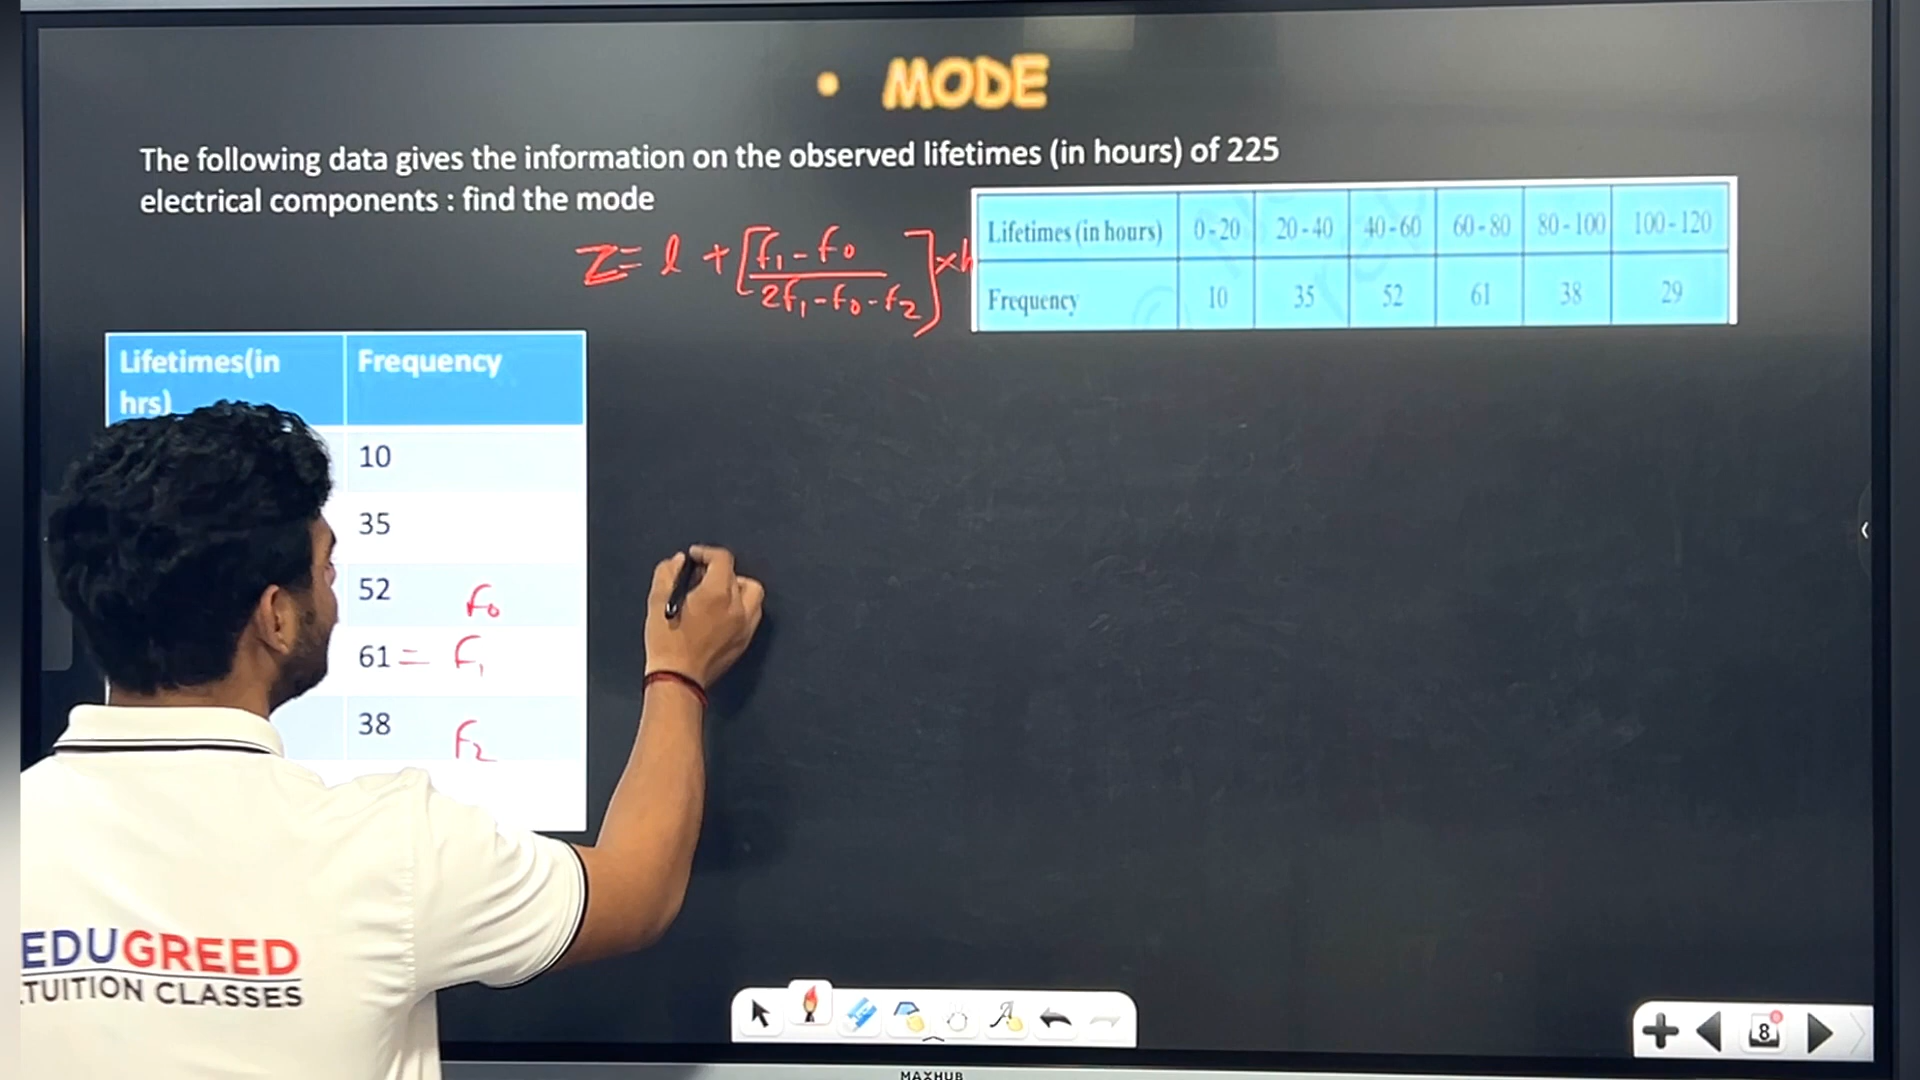 • MODE
The following data gives the information on the observed lifetimes (in hours) of 225
electrical components : find the mode
Z = l + [f₁ - f₀ / 2f₁ - f₀ - f₂] × h
Lifetimes (in hours) 0-20 20-40 40-60 60-80 80-100 100-120
Frequency 10 35 52 61 38 29
Lifetimes(in hrs) Frequency
10
35
52 f₀
61 = f₁
38 f₂
EDUGREED
TUITION CLASSES
8
MAXHUB